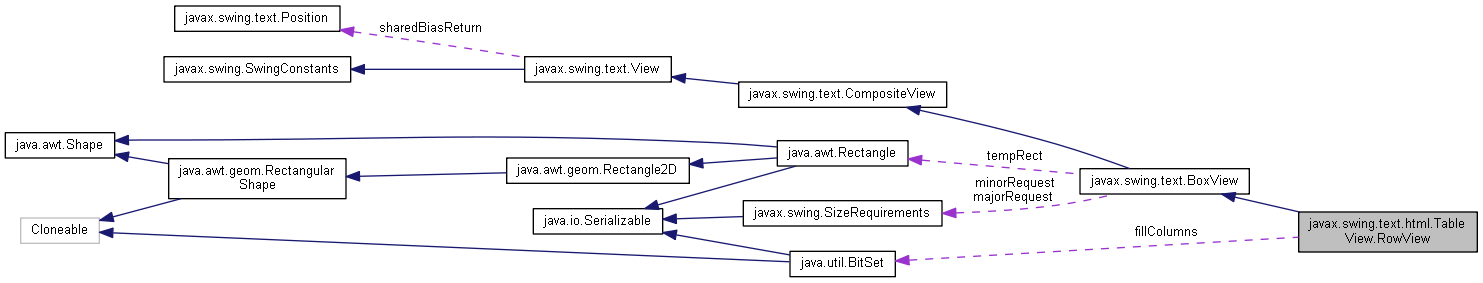 javax.swing.text.Position
sharedBiasReturn
javax.swing.SwingConstants
javax.swing.text.View
javax.swing.text.CompositeView
java.awt.Shape
java.awt.Rectangle
tempRect
java.awt.geom.Rectangular
Shape
java.awt.geom.Rectangle2D
javax.swing.text.BoxView
minorRequest
majorRequest
Cloneable
java.io.Serializable
javax.swing.SizeRequirements
javax.swing.text.html.Table
View.RowView
fillColumns
java.util.BitSet